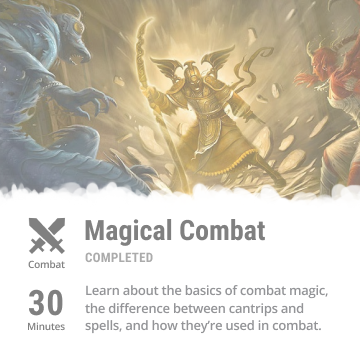 Magical Combat
Combat
COMPLETED
30
Minutes
Learn about the basics of combat magic,
the difference between cantrips and
spells, and how they're used in combat.